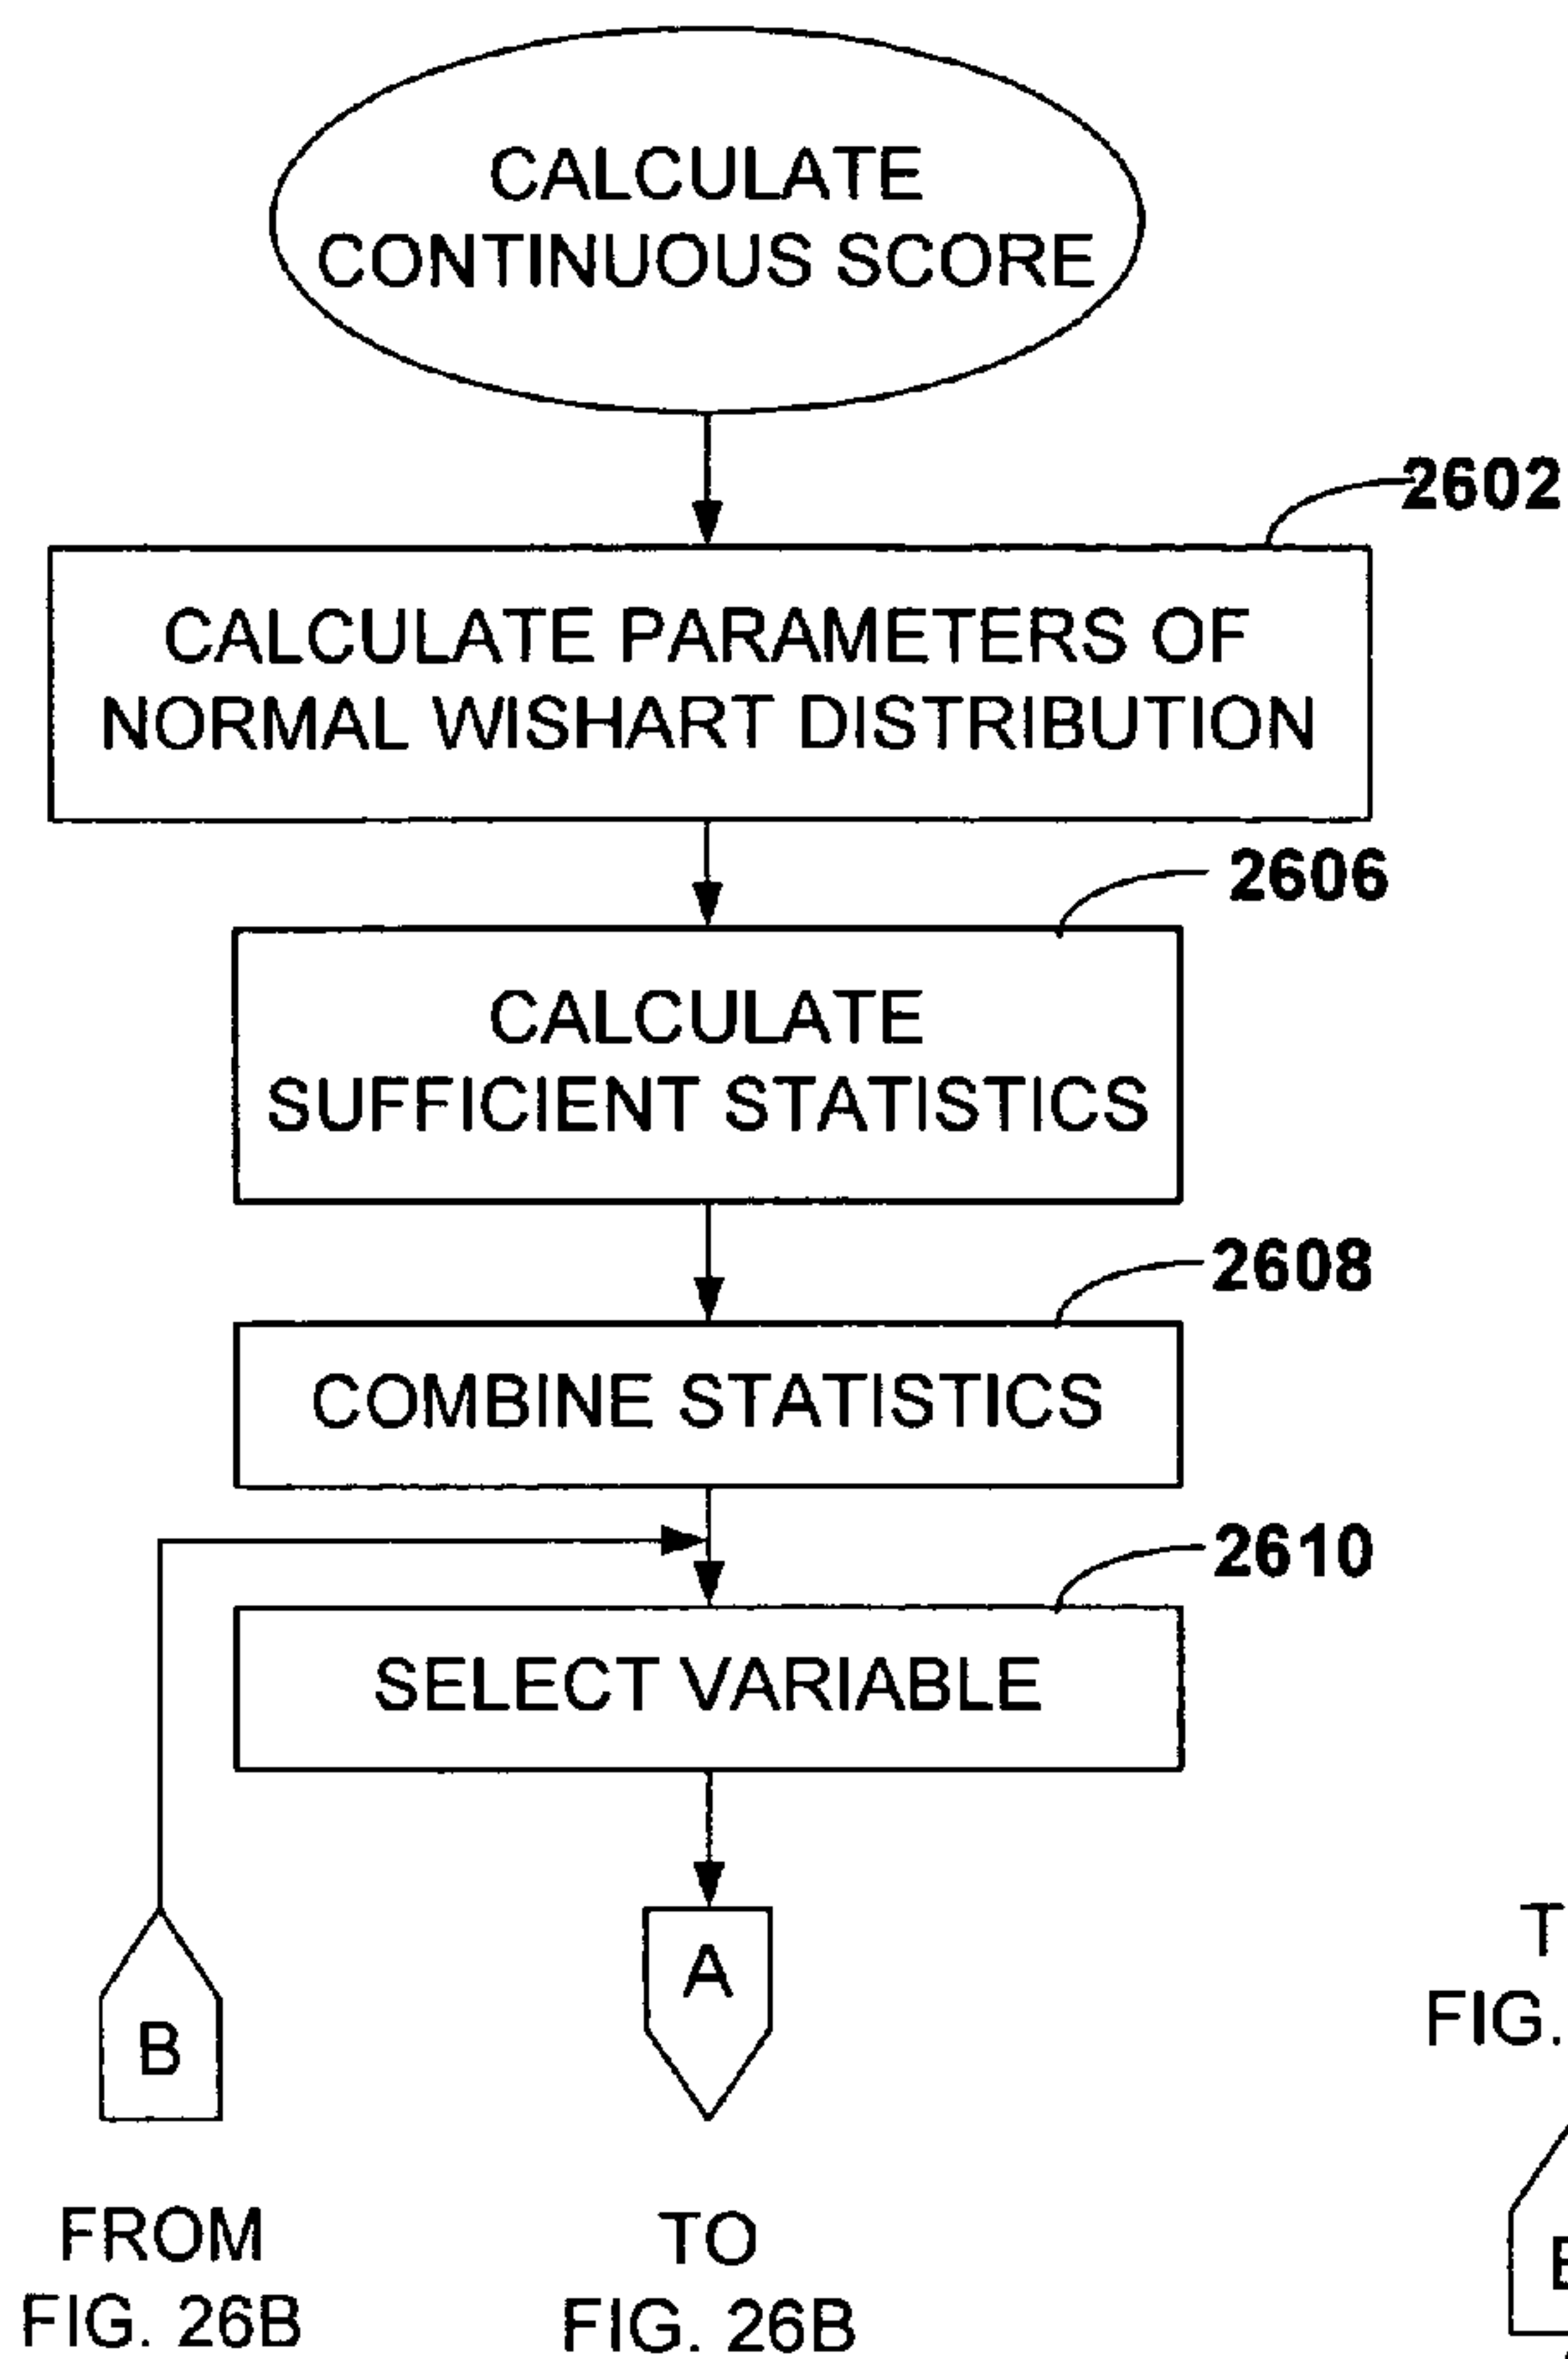 CALCULATE
CONTINUOUS SCORE
2602
CALCULATE PARAMETERS OF
NORMAL WISHART DISTRIBUTION
2606
CALCULATE
SUFFICIENT STATISTICS
2608
COMBINE STATISTICS
2610
SELECT VARIABLE
A
B
FROM
FIG. 26B
TO
FIG. 26B
FIG.